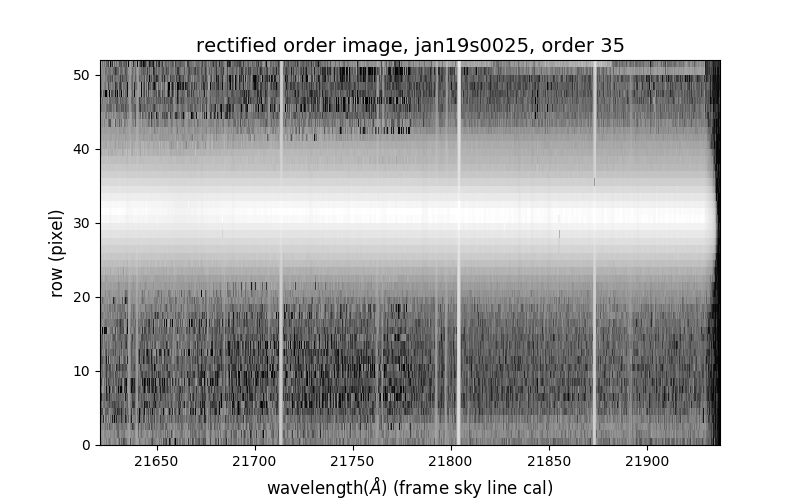 rectified order image, jan19s0025, order 35
50
40
30
20
10
0
row (pixel)
21650 21700 21750 21800 21850 21900
wavelength(Å) (frame sky line cal)